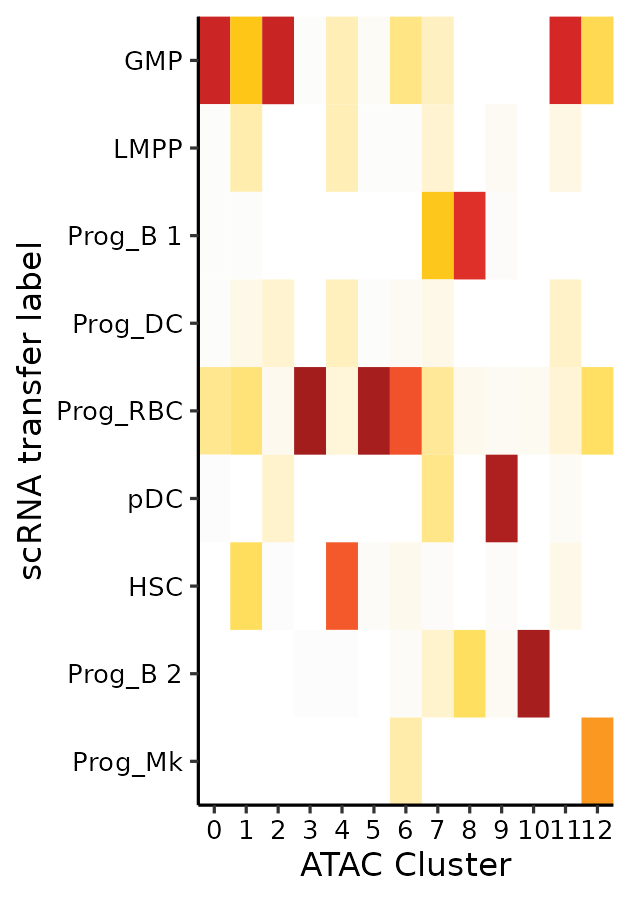 GMP
LMPP
Prog_B 1
Prog_DC
Prog_RBC
pDC
HSC
Prog_B 2
Prog_Mk
scRNA transfer label
0 1 2 3 4 5 6 7 8 9 10 11 12
ATAC Cluster